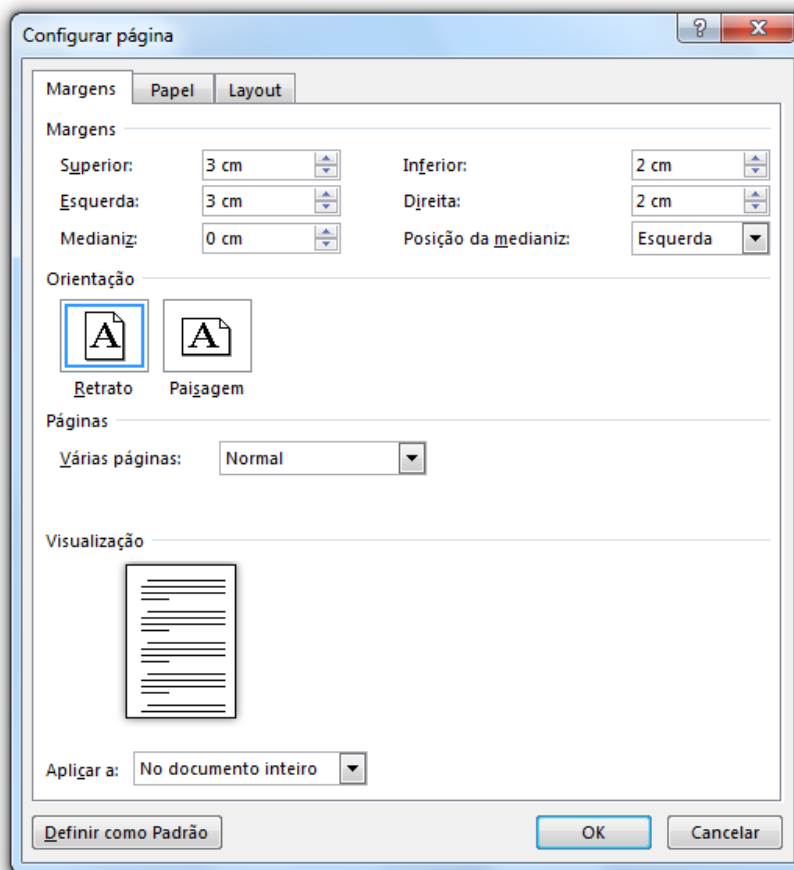 Configurar página
Margens Papel Layout
Margens
Superior: 3 cm Inferior: 2 cm
Esquerda: 3 cm Direita: 2 cm
Medianiz: 0 cm Posição da medianiz: Esquerda
Orientação
A A
Retrato Paisagem
Páginas
Várias páginas: Normal
Visualização
Aplicar a: No documento inteiro
Definir como Padrão OK Cancelar